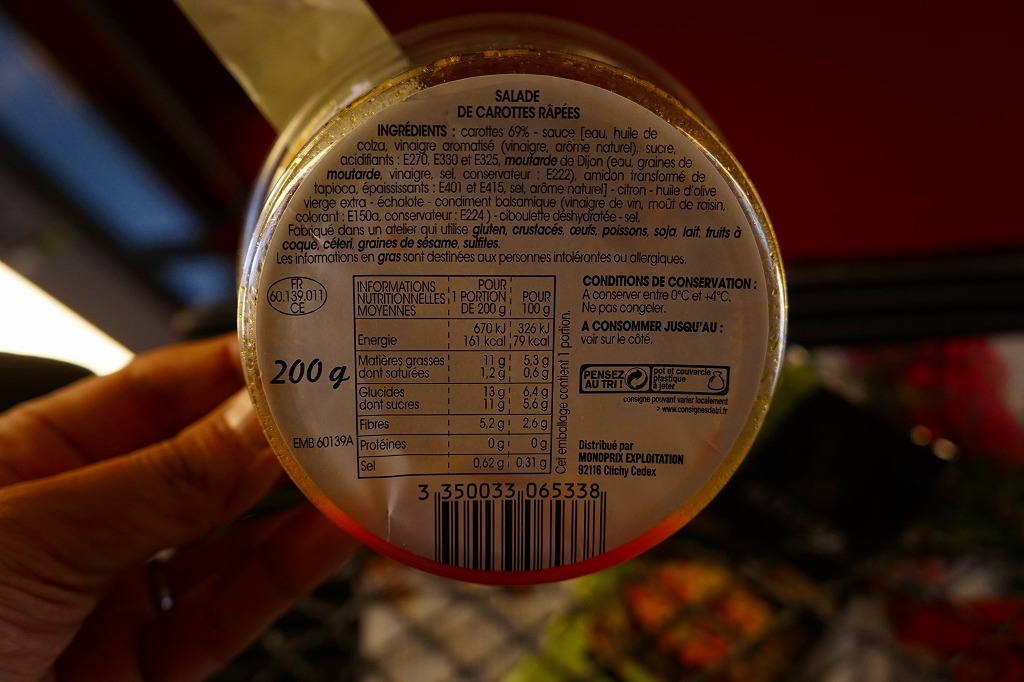 SALADE
DE CAROTTES RÂPÉES
INGRÉDIENTS : carottes 69% - sauce [eau, huile de
colza, vinaigre aromatisé (vinaigre, arôme naturel), sucre,
acidifiants : E270, E330 et E325, moutarde de Dijon (eau, graines de
moutarde, vinaigre, sel, conservateur : E222), amidon transformé de
tapioca, épaississants : E401 et E415, sel, arôme naturel] - citron - huile d'olive
vierge extra - échalote - condiment balsamique (vinaigre de vin, moût de raisin,
colorant : E150a, conservateur : E224 ) - ciboulette déshydratée - sel.
Fabriqué dans un atelier qui utilise gluten, crustacés, œufs, poissons, soja, lait, fruits à
coque, céleri, graines de sésame, sulfites.
Les informations en gras sont destinées aux personnes intolérantes ou allergiques.
FR
60.139.011
CE
200 g
EMB 60139A
INFORMATIONS NUTRITIONNELLES MOYENNES POUR 1 PORTION DE 200 g POUR 100 g
670 kJ 326 kJ
Energie 161 kcal 79 kcal
Matières grasses 11 g 5,3 g
dont saturées 1,2 g 0,6 g
Glucides 13 g 6,4 g
dont sucres 11 g 5,6 g
Fibres 5,2 g 2,6 g
Protéines 0 g 0 g
Sel 0,62 g 0,31 g
Cet emballage contient 1 portion.
CONDITIONS DE CONSERVATION :
A conserver entre 0°C et +4°C.
Ne pas congeler.
A CONSOMMER JUSQU'AU :
voir sur le côté.
PENSEZ
AU TRI !
pot et couvercle
plastique
à jeter
consigne pouvant varier localement
> www.consignesdetri.fr
Distribué par
MONOPRIX EXPLOITATION
92116 Clichy Cedex
3 350033 065338